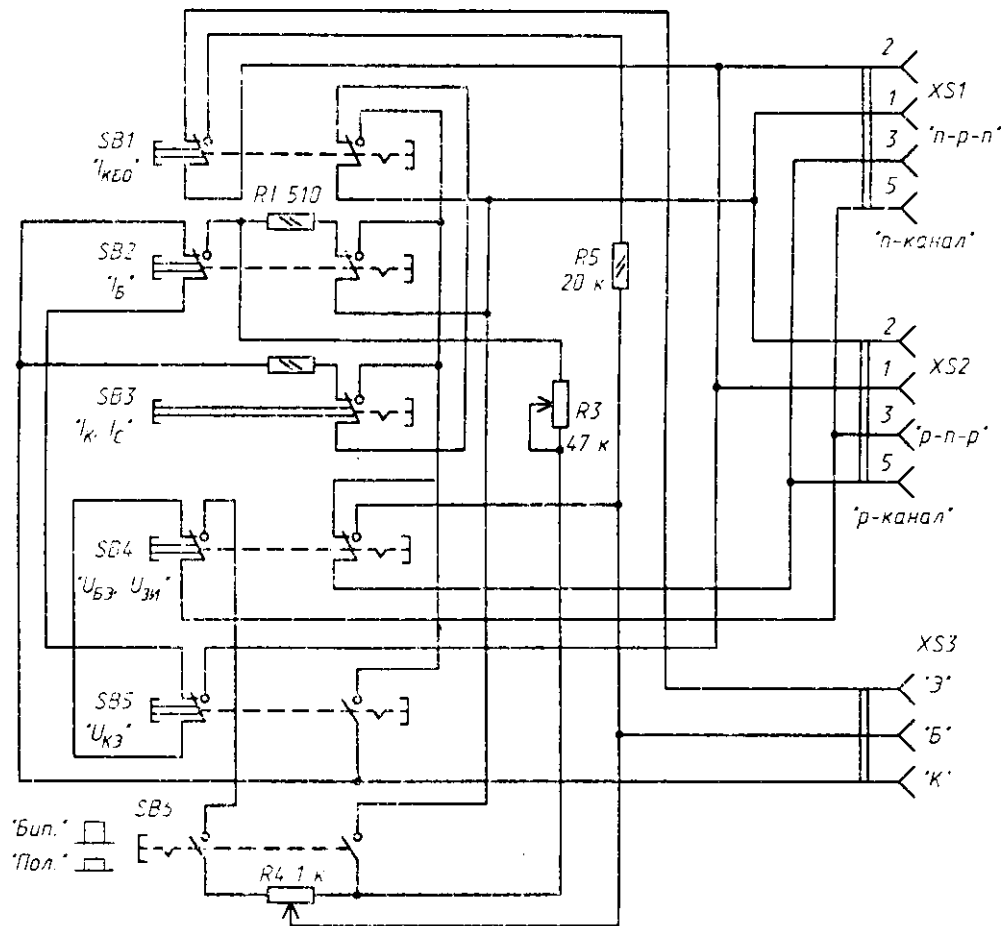 2
XS1
1
"n-p-n"
3
5
"n-канал"
SB1
"IКБО"
R1 510
SB2
"IБ"
R5
20 к
2
XS2
1
3
"p-n-p"
5
"p-канал"
SB3
"IК, IС"
R3
47 к
SB4
"UБЭ, UЗИ"
XS3
"Э"
SB5
"UКЭ"
"Б"
"К"
"Бип."
"Пол."
R4 1 к